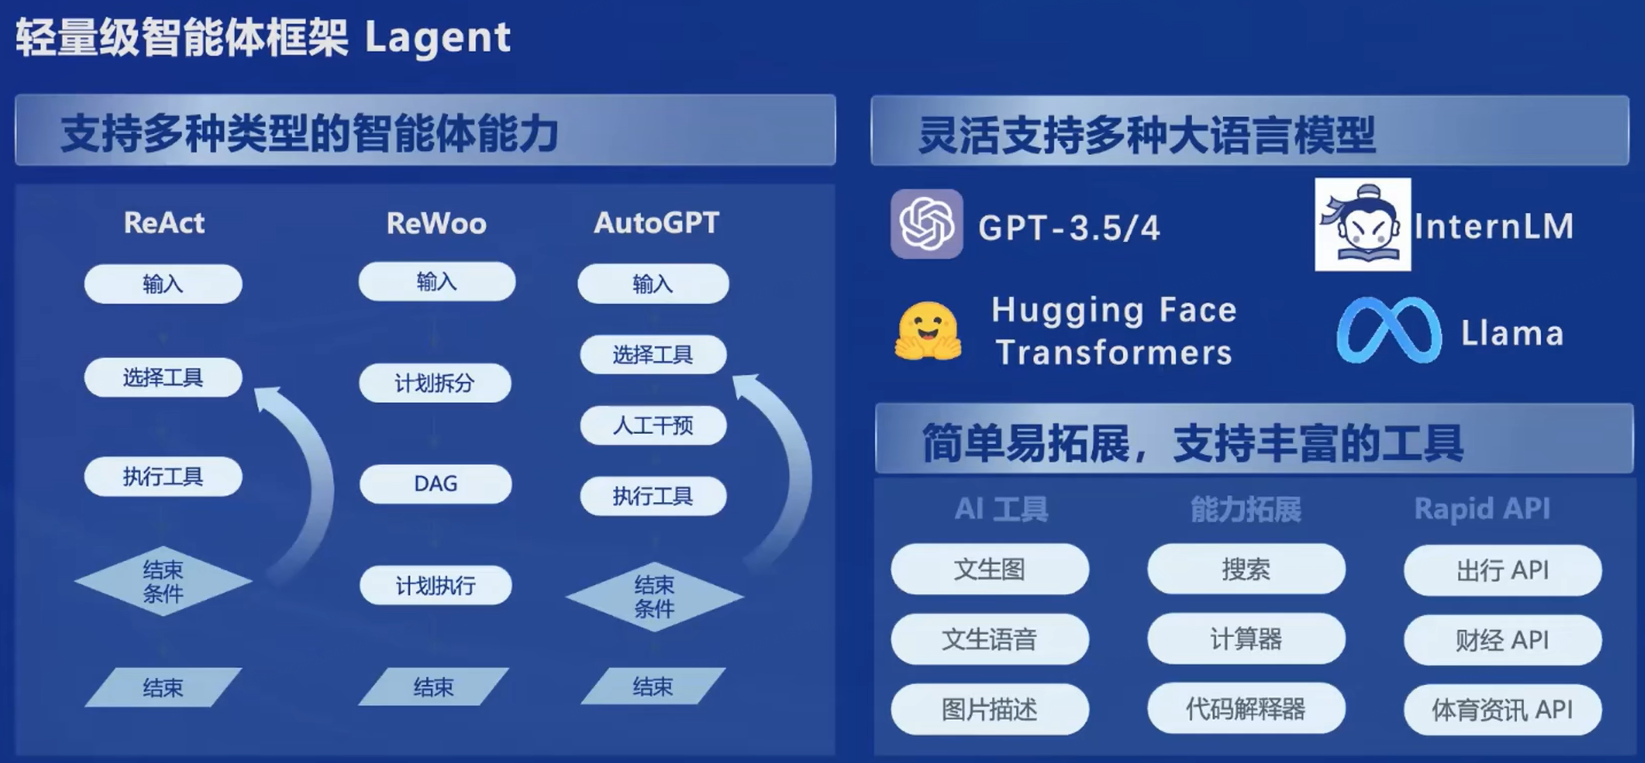 轻量级智能体框架 Lagent
支持多种类型的智能体能力
ReAct
输入
选择工具
执行工具
结束
条件
结束
ReWoo
输入
计划拆分
DAG
计划执行
结束
AutoGPT
输入
选择工具
人工干预
执行工具
结束
条件
结束
灵活支持多种大语言模型
GPT-3.5/4
InternLM
Hugging Face
Transformers
Llama
简单易拓展，支持丰富的工具
AI 工具
文生图
文生语音
图片描述
能力拓展
搜索
计算器
代码解释器
Rapid API
出行 API
财经 API
体育资讯 API